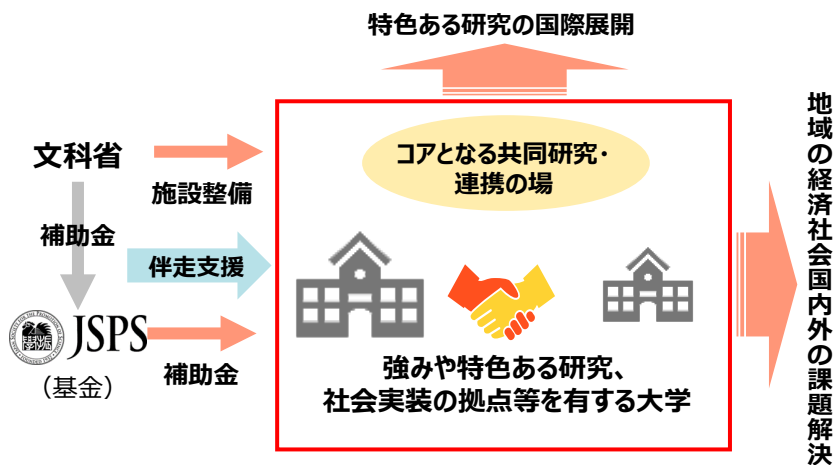 特色ある研究の国際展開
文科省
施設整備
補助金
伴走支援
JSPS
(基金)
補助金
コアとなる共同研究・
連携の場
強みや特色ある研究、
社会実装の拠点等を有する大学
地域の経済社会国内外の課題解決